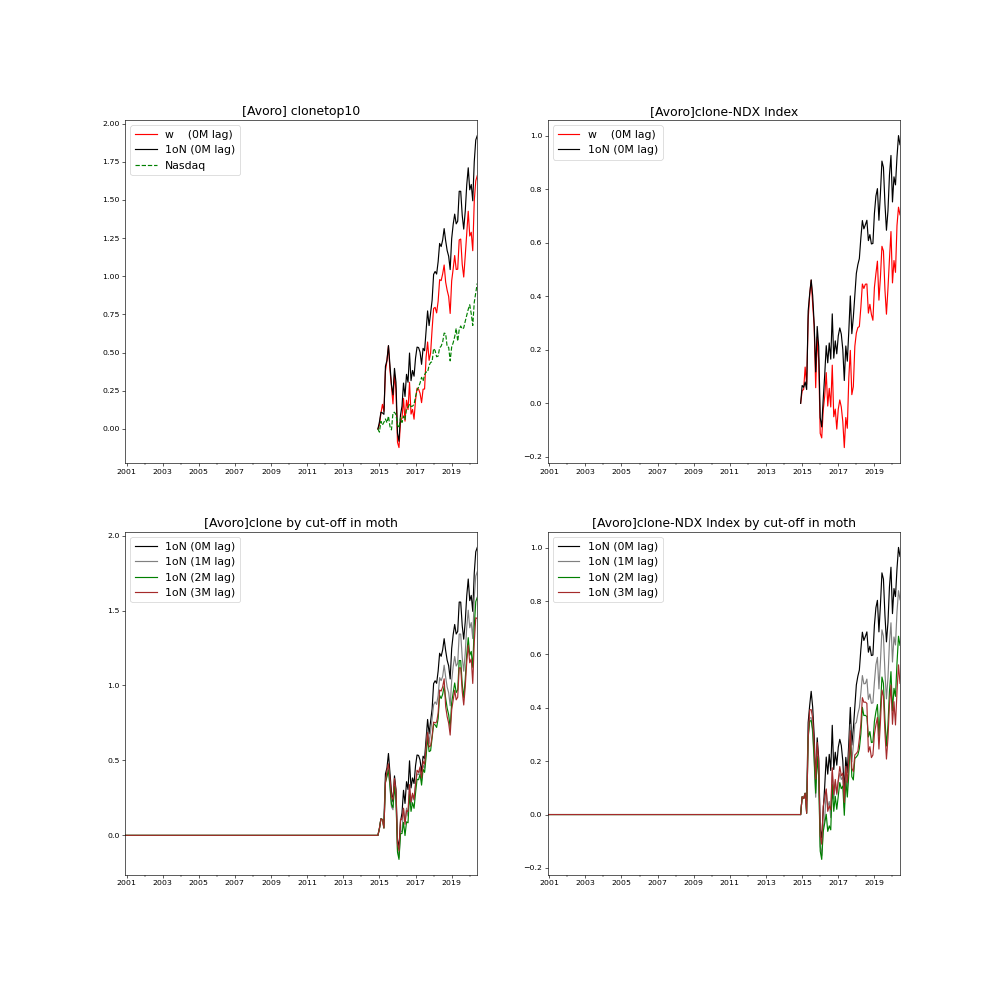 [Avoro] clonetop10
w (0M lag)
1oN (0M lag)
Nasdaq
2.00
1.75
1.50
1.25
1.00
0.75
0.50
0.25
0.00
2001 2003 2005 2007 2009 2011 2013 2015 2017 2019
[Avoro]clone-NDX Index
w (0M lag)
1oN (0M lag)
1.0
0.8
0.6
0.4
0.2
0.0
−0.2
2001 2003 2005 2007 2009 2011 2013 2015 2017 2019
[Avoro]clone by cut-off in moth
1oN (0M lag)
1oN (1M lag)
1oN (2M lag)
1oN (3M lag)
2.0
1.5
1.0
0.5
0.0
2001 2003 2005 2007 2009 2011 2013 2015 2017 2019
[Avoro]clone-NDX Index by cut-off in moth
1oN (0M lag)
1oN (1M lag)
1oN (2M lag)
1oN (3M lag)
1.0
0.8
0.6
0.4
0.2
0.0
−0.2
2001 2003 2005 2007 2009 2011 2013 2015 2017 2019